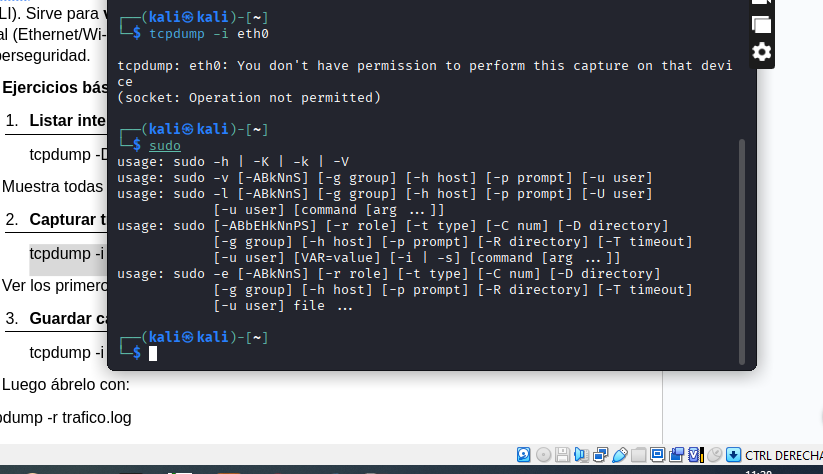 ┌──(kali㉿kali)-[~]
└─$ tcpdump -i eth0
tcpdump: eth0: You don't have permission to perform this capture on that devi
ce
(socket: Operation not permitted)
┌──(kali㉿kali)-[~]
└─$ sudo
usage: sudo -h | -K | -k | -V
usage: sudo -v [-ABkNnS] [-g group] [-h host] [-p prompt] [-u user]
usage: sudo -l [-ABkNnS] [-g group] [-h host] [-p prompt] [-U user]
[-u user] [command [arg ...]]
usage: sudo [-ABbEHkNnPS] [-r role] [-t type] [-C num] [-D directory]
[-g group] [-h host] [-p prompt] [-R directory] [-T timeout]
[-u user] [VAR=value] [-i | -s] [command [arg ...]]
usage: sudo -e [-ABkNnS] [-r role] [-t type] [-C num] [-D directory]
[-g group] [-h host] [-p prompt] [-R directory] [-T timeout]
[-u user] file ...
┌──(kali㉿kali)-[~]
└─$
LI). Sirve para v
al (Ethernet/Wi-
perseguridad.
Ejercicios bás
1. Listar inte
tcpdump -D
Muestra todas
2. Capturar t
tcpdump -i
Ver los primero
3. Guardar ca
tcpdump -i
Luego ábrelo con:
pdump -r trafico.log
CTRL DERECHA